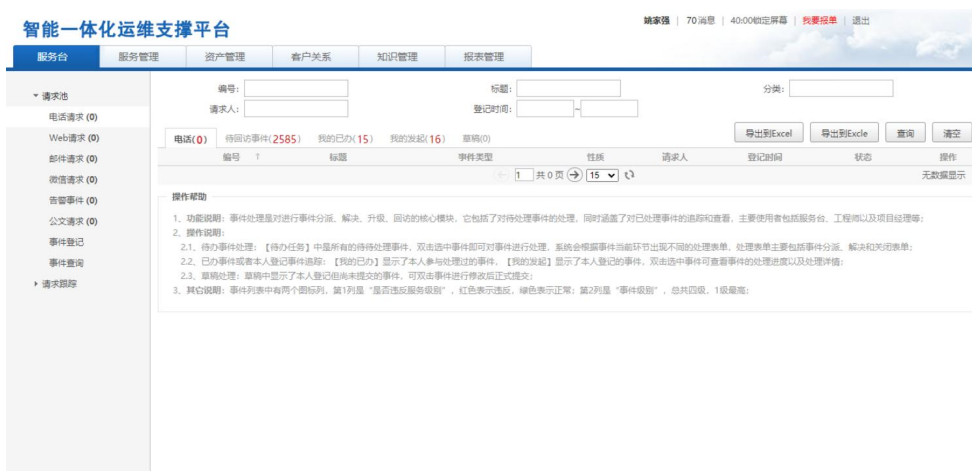 智能一体化运维支撑平台
姚家强 | 70 消息 | 40:00锁定屏幕 | 我要报单 | 退出
服务台 服务管理 资产管理 客户关系 知识管理 报表管理
请求池
电话请求 (0)
Web请求 (0)
邮件请求 (0)
微信请求 (0)
告警事件 (0)
公文请求 (0)
事件登记
事件查询
请求跟踪
编号: 标题: 分类:
请求人: 登记时间: ~
导出到Excel 导出到Excle 查询 清空
电话(0) 待回访事件(2585) 我的已办(15) 我的发起(16) 草稿(0)
编号 ↑ 标题 事件类型 性质 请求人 登记时间 状态 操作
1 共 0 页 15 无数据显示
操作帮助
1、功能说明：事件处理是对进行事件分派、解决、升级、回访的核心模块，它包括了对待处理事件的处理，同时涵盖了对已处理事件的追踪和查看，主要使用者包括服务台、工程师以及项目经理等；
2、操作说明：
2.1、待办事件处理：【待办任务】中是所有的待待处理事件，双击选中事件即可对事件进行处理，系统会根据事件当前环节出现不同的处理表单，处理表单主要包括事件分派、解决和关闭表单；
2.2、已办事件或者本人登记事件追踪：【我的已办】显示了本人参与处理过的事件，【我的发起】显示了本人登记的事件，双击选中事件可查看事件的处理进度以及处理详情；
2.3、草稿处理：草稿中显示了本人登记但尚未提交的事件，可双击事件进行修改后正式提交；
3、其它说明：事件列表中有两个图标列，第1列是“是否违反服务级别”，红色表示违反，绿色表示正常；第2列是“事件级别”，总共四级，1级最高；